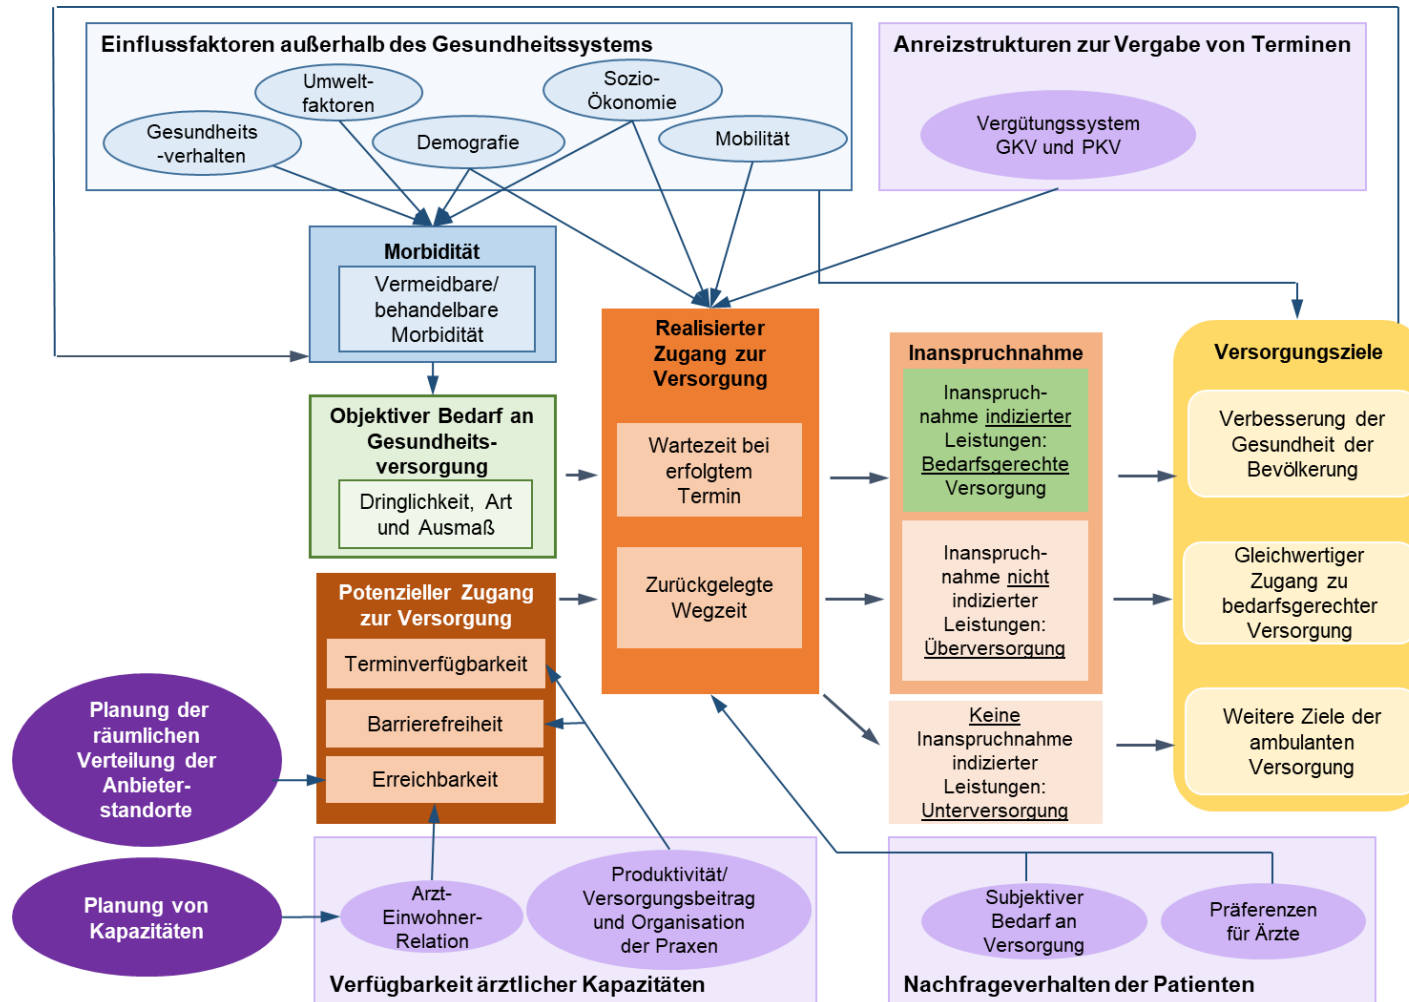 Einflussfaktoren außerhalb des Gesundheitssystems
Umwelt-
faktoren
Sozio-
Ökonomie
Gesundheits
-verhalten
Demografie
Mobilität
Anreizstrukturen zur Vergabe von Terminen
Vergütungssystem
GKV und PKV
Morbidität
Vermeidbare/
behandelbare
Morbidität
Objektiver Bedarf an
Gesundheits-
versorgung
Dringlichkeit, Art
und Ausmaß
Potenzieller Zugang
zur Versorgung
Terminverfügbarkeit
Barrierefreiheit
Erreichbarkeit
Realisierter
Zugang zur
Versorgung
Wartezeit bei
erfolgtem
Termin
Zurückgelegte
Wegzeit
Inanspruchnahme
Inanspruch-
nahme indizierter
Leistungen:
Bedarfsgerechte
Versorgung
Inanspruch-
nahme nicht
indizierter
Leistungen:
Überversorgung
Keine
Inanspruchnahme
indizierter
Leistungen:
Unterversorgung
Versorgungsziele
Verbesserung der
Gesundheit der
Bevölkerung
Gleichwertiger
Zugang zu
bedarfsgerechter
Versorgung
Weitere Ziele der
ambulanten
Versorgung
Planung der
räumlichen
Verteilung der
Anbieter-
standorte
Planung von
Kapazitäten
Arzt-
Einwohner-
Relation
Produktivität/
Versorgungsbeitrag
und Organisation
der Praxen
Verfügbarkeit ärztlicher Kapazitäten
Subjektiver
Bedarf an
Versorgung
Präferenzen
für Ärzte
Nachfrageverhalten der Patienten